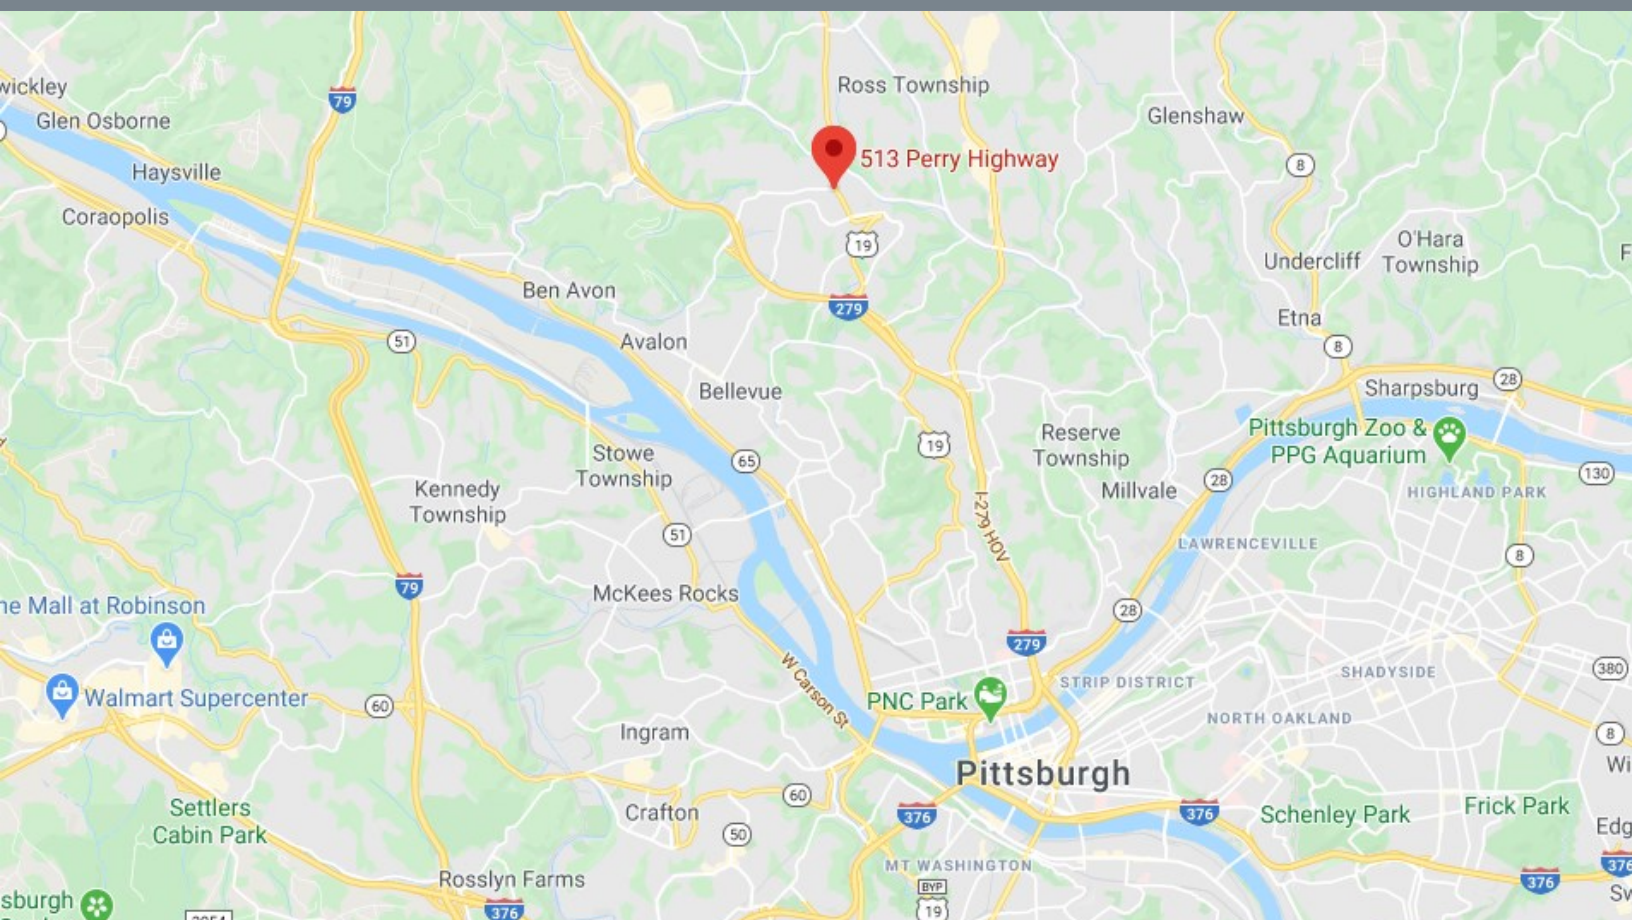 Ross Township
wickley
79
Glen Osborne
Glenshaw
513 Perry Highway
8
Haysville
Coraopolis
19
O'Hara
Township
Undercliff
F
Ben Avon
279
Etna
51
Avalon
8
Sharpsburg
28
Bellevue
Pittsburgh Zoo &
PPG Aquarium
Reserve
Township
19
65
Stowe
Township
130
28
Millvale
HIGHLAND PARK
Kennedy
Township
I-279 HOV
51
LAWRENCEVILLE
8
79
McKees Rocks
ne Mall at Robinson
28
279
W Carson St
SHADYSIDE
380
STRIP DISTRICT
PNC Park
Walmart Supercenter
60
NORTH OAKLAND
Ingram
8
Wi
Pittsburgh
60
Settlers
Cabin Park
Crafton
376
376
Schenley Park
Frick Park
Edg
50
MT WASHINGTON
376
Rosslyn Farms
376
BYP
19
Sw
sburgh
376